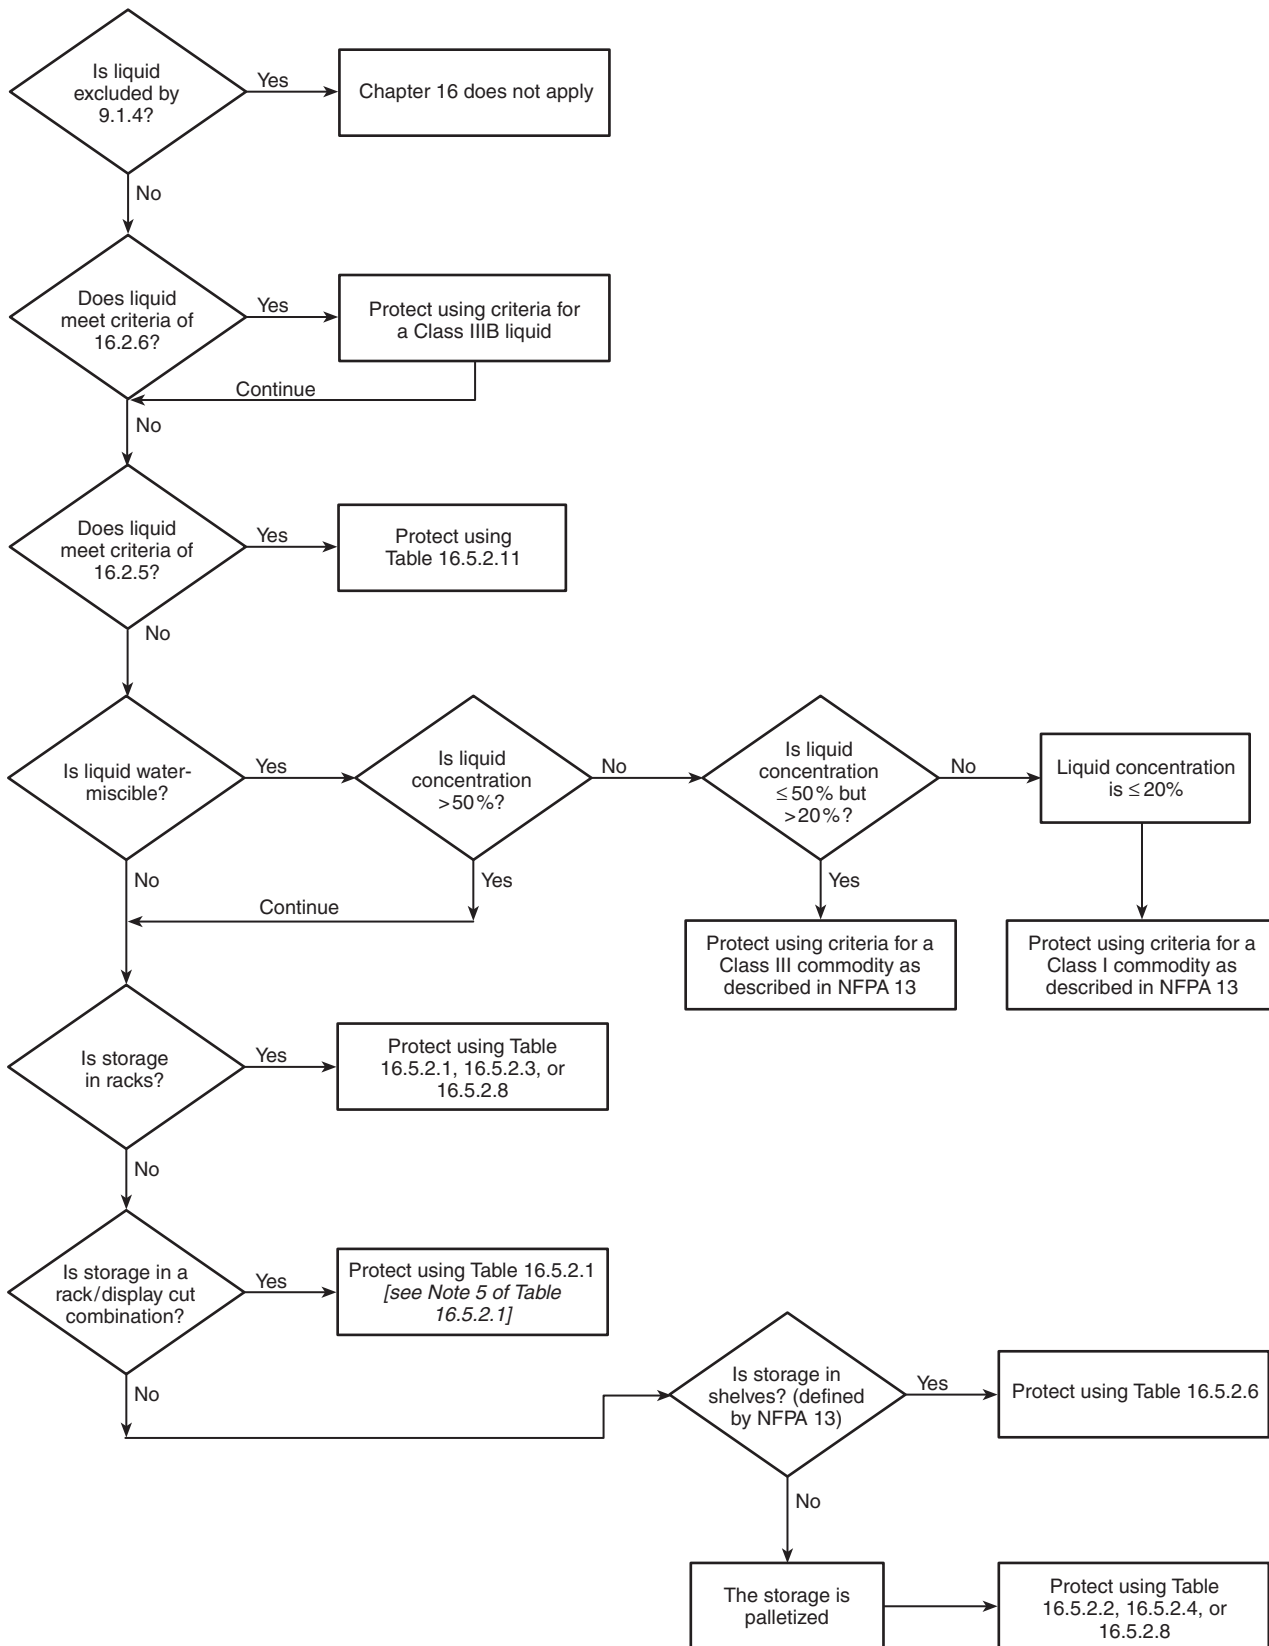 Is liquid
excluded by
9.1.4?
Yes
Chapter 16 does not apply
No
Does liquid
meet criteria of
16.2.6?
Yes
Protect using criteria for
a Class IIIB liquid
Continue
No
Does liquid
meet criteria of
16.2.5?
Yes
Protect using
Table 16.5.2.11
No
Is liquid water-
miscible?
Yes
Is liquid
concentration
>50%?
No
Is liquid
concentration
≤50% but
>20%?
No
Liquid concentration
is ≤20%
No
Yes
Yes
Continue
Protect using criteria for a
Class III commodity as
described in NFPA 13
Protect using criteria for a
Class I commodity as
described in NFPA 13
Is storage
in racks?
Yes
Protect using Table
16.5.2.1, 16.5.2.3, or
16.5.2.8
No
Is storage in a
rack/display cut
combination?
Yes
Protect using Table 16.5.2.1
[see Note 5 of Table
16.5.2.1]
No
Is storage in
shelves? (defined
by NFPA 13)
Yes
Protect using Table 16.5.2.6
No
The storage is
palletized
Protect using Table
16.5.2.2, 16.5.2.4, or
16.5.2.8